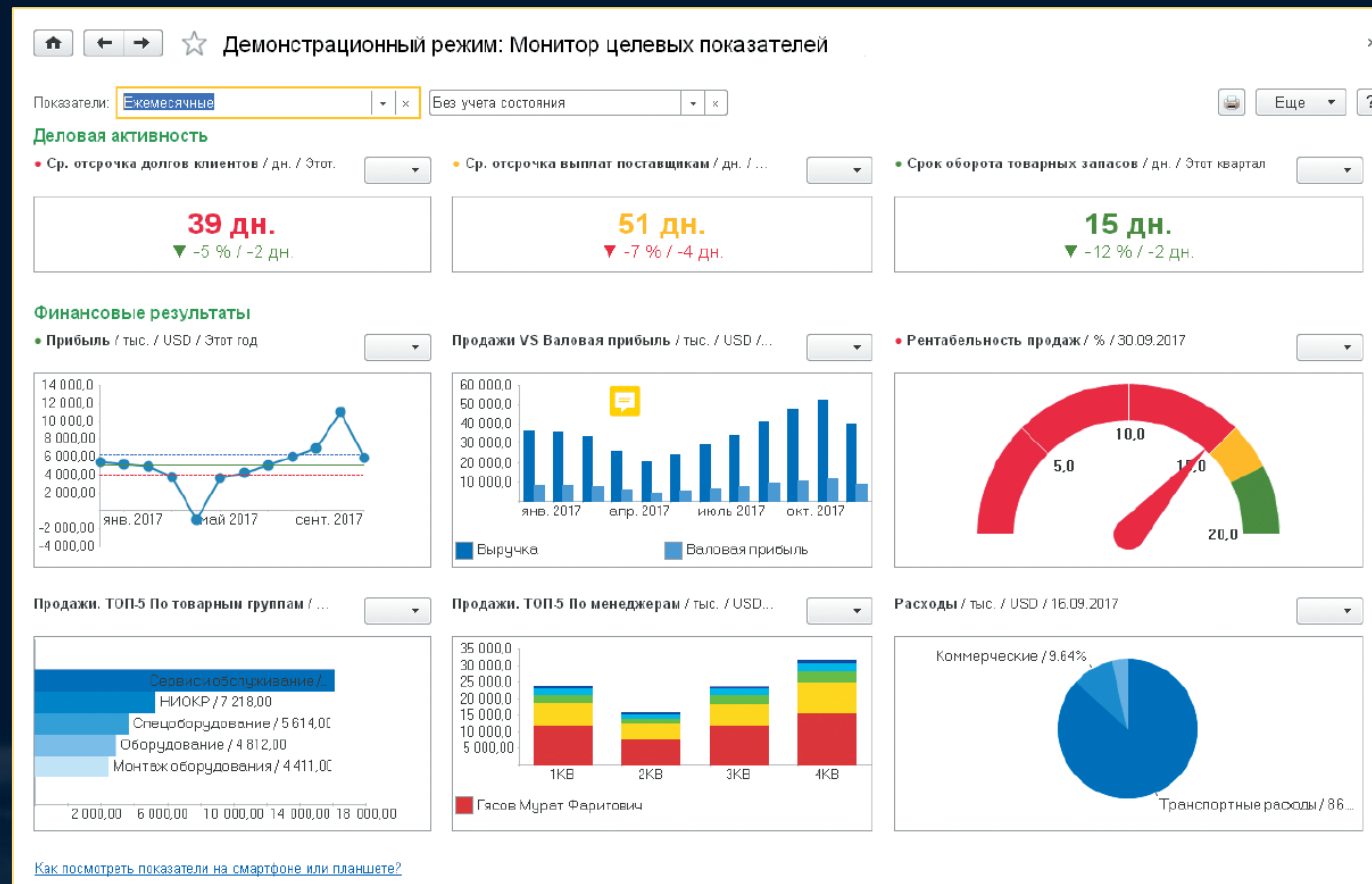 Демонстрационный режим: Монитор целевых показателей
Показатели: Ежемесячные Без учета состояния Еще ?
Деловая активность
Ср. отсрочка долгов клиентов / дн. / Этот. Ср. отсрочка выплат поставщикам / дн. / ... Срок оборота товарных запасов / дн. / Этот квартал
39 дн. 51 дн. 15 дн.
▼ -5 % / -2 дн. ▼ -7 % / -4 дн. ▼ -12 % / -2 дн.
Финансовые результаты
Прибыль / тыс. / USD / Этот год
14 000,0
12 000,0
10 000,0
8 000,00
6 000,00
4 000,00
2 000,00
-2 000,00
-4 000,00
янв. 2017 май 2017 сент. 2017
Продажи VS Валовая прибыль / тыс. / USD /...
60 000,0
50 000,0
40 000,0
30 000,0
20 000,0
10 000,0
янв. 2017 апр. 2017 июль 2017 окт. 2017
Выручка Валовая прибыль
Рентабельность продаж / % / 30.09.2017
5,0 10,0 15,0 20,0
Продажи. ТОП-5 По товарным группам / ...
Сервис и обслуживание /...
НИОКР / 7 218,00
Спецоборудование / 5 614,00
Оборудование / 4 812,00
Монтаж оборудования / 4 411,00
2 000,00 6 000,00 10 000,00 14 000,00 18 000,00
Продажи. ТОП-5 По менеджерам / тыс. / USD...
35 000,0
30 000,0
25 000,0
20 000,0
15 000,0
10 000,0
5 000,00
1КВ 2КВ 3КВ 4КВ
Гясов Мурат Фаритович
Расходы / тыс. / USD / 16.09.2017
Коммерческие / 9.64%
Транспортные расходы / 86...
Как посмотреть показатели на смартфоне или планшете?